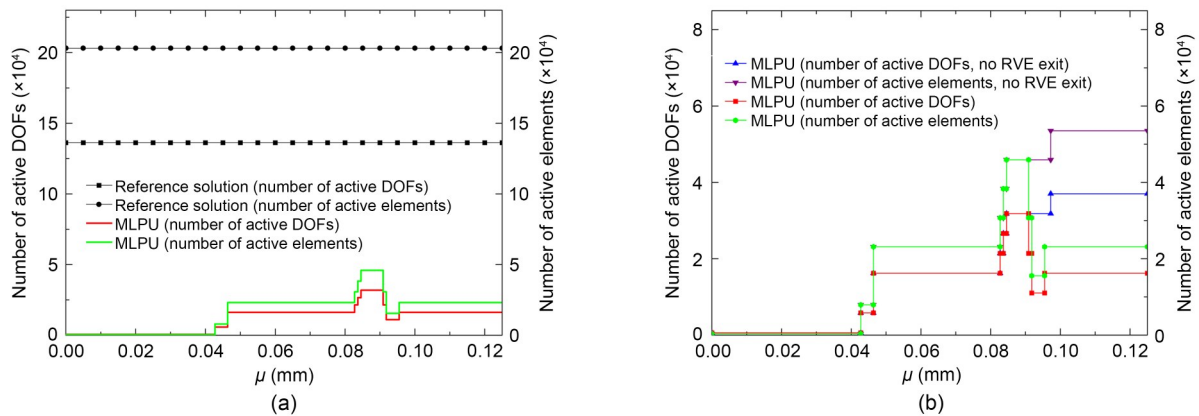 Number of active DOFs (×10⁴)
20
15
10
5
0
Reference solution (number of active DOFs)
Reference solution (number of active elements)
MLPU (number of active DOFs)
MLPU (number of active elements)
20
15
10
5
0
Number of active elements (×10⁴)
0.00 0.02 0.04 0.06 0.08 0.10 0.12
μ (mm)
(a)
Number of active DOFs (×10⁴)
8
6
4
2
0
MLPU (number of active DOFs, no RVE exit)
MLPU (number of active elements, no RVE exit)
MLPU (number of active DOFs)
MLPU (number of active elements)
8
6
4
2
0
Number of active elements (×10⁴)
0.00 0.02 0.04 0.06 0.08 0.10 0.12
μ (mm)
(b)